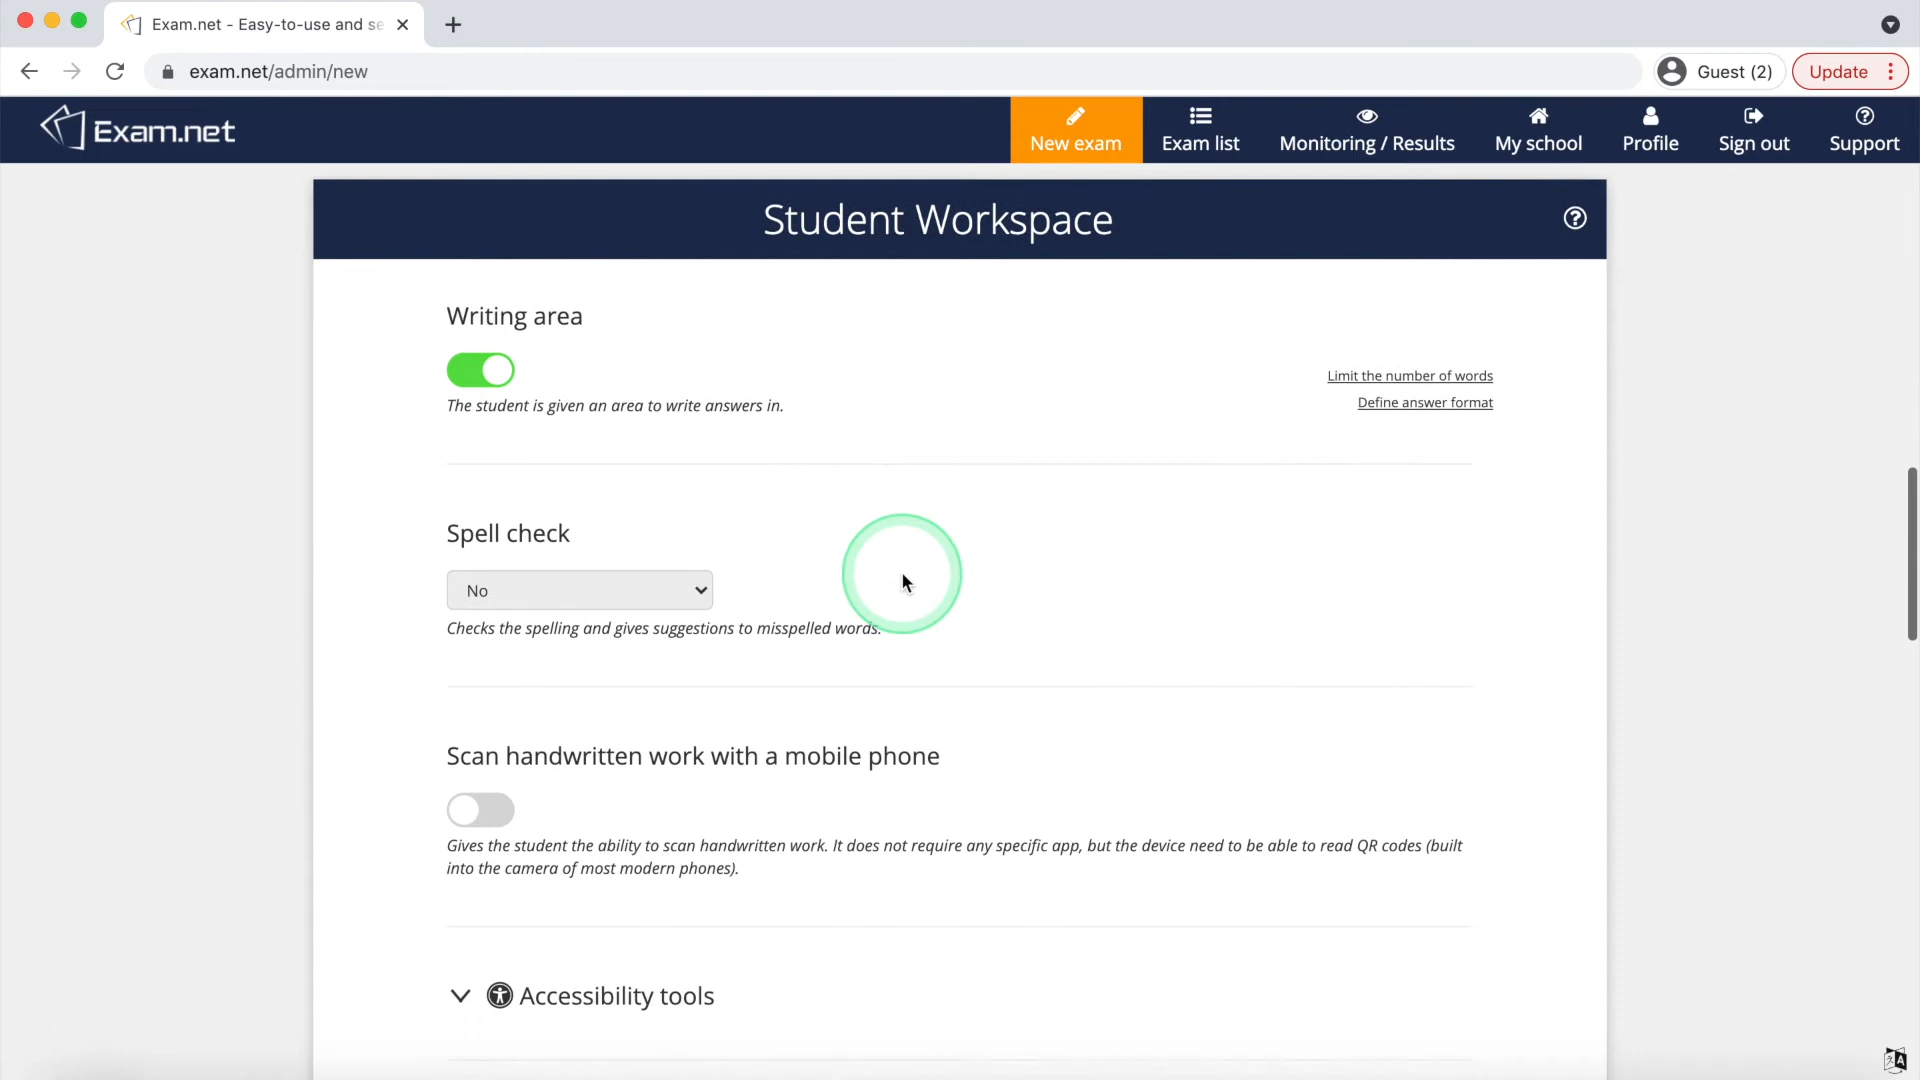 Exam.net - Easy-to-use and se
exam.net/admin/new
Guest (2)
Update
Exam.net
New exam
Exam list
Monitoring / Results
My school
Profile
Sign out
Support
Student Workspace
Writing area
The student is given an area to write answers in.
Limit the number of words
Define answer format
Spell check
No
Checks the spelling and gives suggestions to misspelled words.
Scan handwritten work with a mobile phone
Gives the student the ability to scan handwritten work. It does not require any specific app, but the device need to be able to read QR codes (built
into the camera of most modern phones).
Accessibility tools